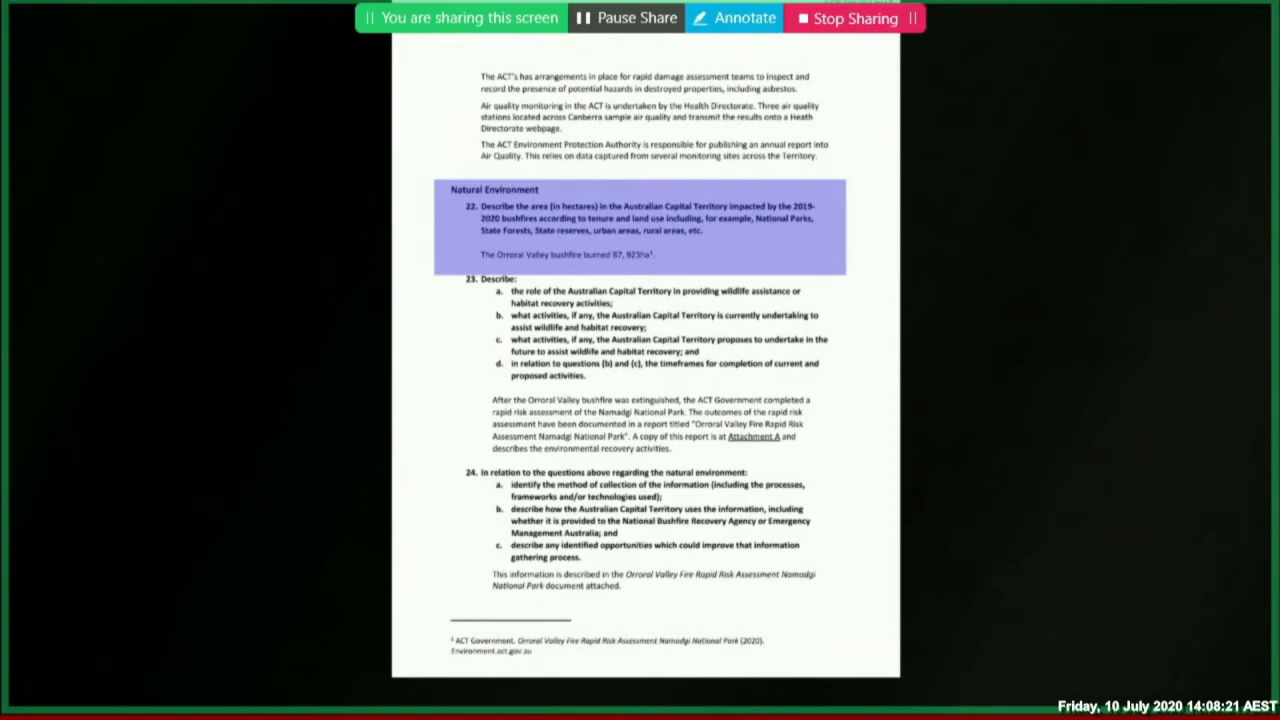 You are sharing this screen
Pause Share
Annotate
Stop Sharing
The ACT's has arrangements in place for rapid damage assessment teams to inspect and
record the presence of potential hazards in destroyed properties, including asbestos.
Air quality monitoring in the ACT is undertaken by the Health Directorate. Three air quality
stations located across Canberra sample air quality and transmit the results onto a Heath
Directorate webpage.
The ACT Environment Protection Authority is responsible for publishing an annual report into
Air Quality. This relies on data captured from several monitoring sites across the Territory.
Natural Environment
22. Describe the area (in hectares) in the Australian Capital Territory impacted by the 2019-
2020 bushfires according to tenure and land use including, for example, National Parks,
State Forests, State reserves, urban areas, rural areas, etc.
The Orroral Valley bushfire burned 87, 923ha¹.
23. Describe:
a. the role of the Australian Capital Territory in providing wildlife assistance or
habitat recovery activities;
b. what activities, if any, the Australian Capital Territory is currently undertaking to
assist wildlife and habitat recovery;
c. what activities, if any, the Australian Capital Territory proposes to undertake in the
future to assist wildlife and habitat recovery; and
d. in relation to questions (b) and (c), the timeframes for completion of current and
proposed activities.
After the Orroral Valley bushfire was extinguished, the ACT Government completed a
rapid risk assessment of the Namadgi National Park. The outcomes of the rapid risk
assessment have been documented in a report titled "Orroral Valley Fire Rapid Risk
Assessment Namadgi National Park". A copy of this report is at Attachment A and
describes the environmental recovery activities.
24. In relation to the questions above regarding the natural environment:
a. identify the method of collection of the information (including the processes,
frameworks and/or technologies used);
b. describe how the Australian Capital Territory uses the information, including
whether it is provided to the National Bushfire Recovery Agency or Emergency
Management Australia; and
c. describe any identified opportunities which could improve that information
gathering process.
This information is described in the Orroral Valley Fire Rapid Risk Assessment Namadgi
National Park document attached.
¹ ACT Government. Orroral Valley Fire Rapid Risk Assessment Namadgi National Park (2020).
Environment.act.gov.au
Friday, 10 July 2020 14:08:21 AEST